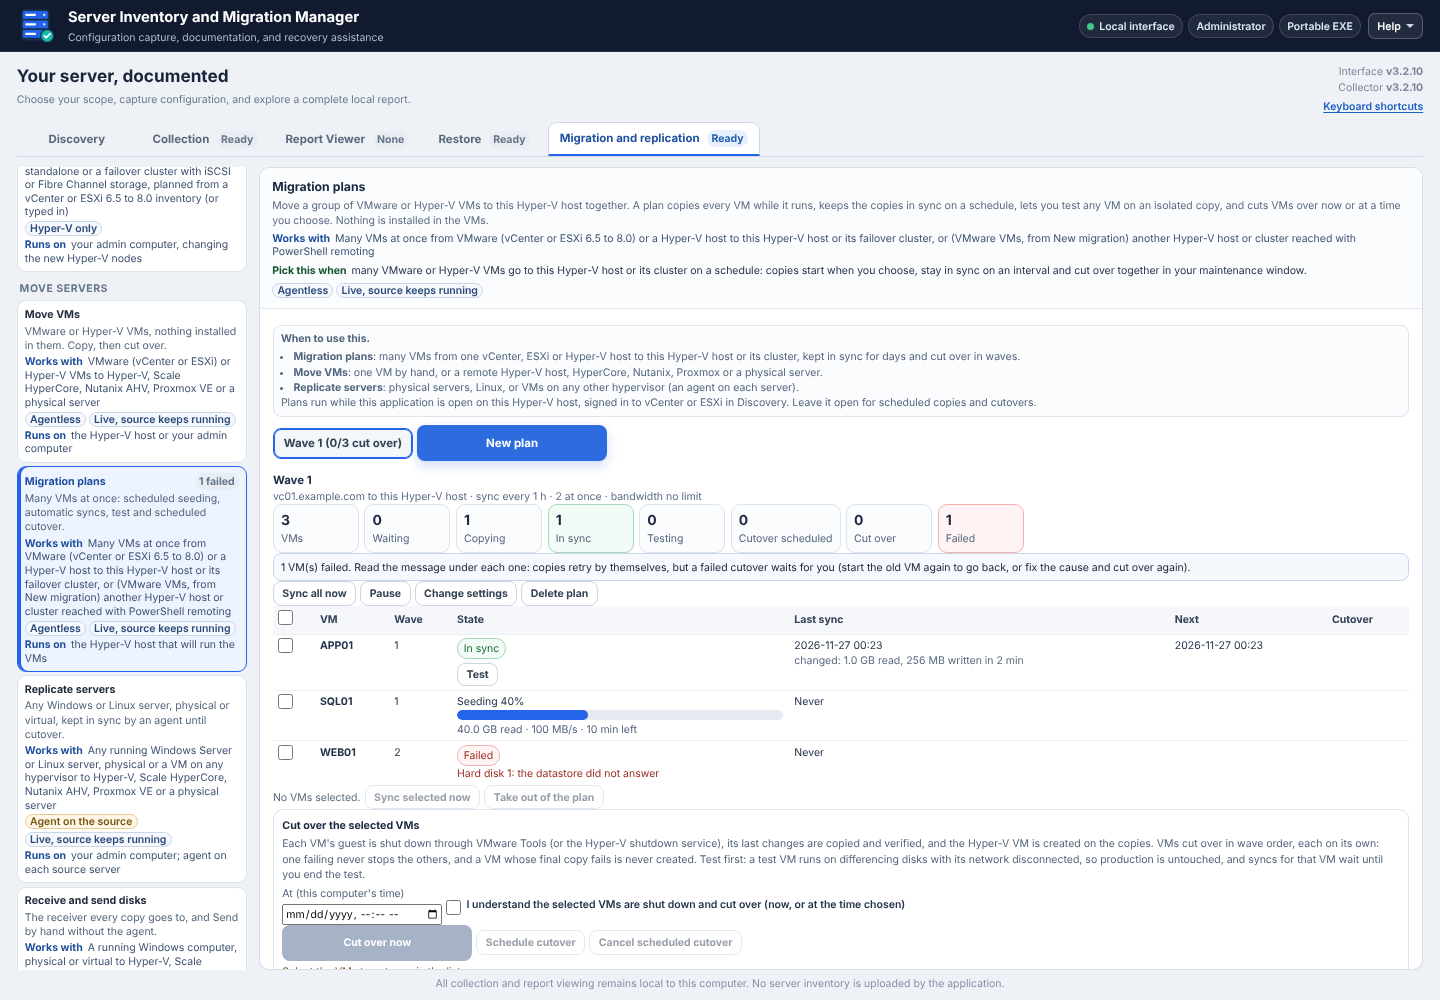 Server Inventory and Migration Manager
Configuration capture, documentation, and recovery assistance
Local interface
Administrator
Portable EXE
Help
Your server, documented
Choose your scope, capture configuration, and explore a complete local report.
Interface v3.2.10
Collector v3.2.10
Keyboard shortcuts
Discovery
Collection Ready
Report Viewer None
Restore Ready
Migration and replication Ready
standalone or a failover cluster with iSCSI
or Fibre Channel storage, planned from a
vCenter or ESXi 6.5 to 8.0 inventory (or
typed in)
Hyper-V only
Runs on your admin computer, changing
the new Hyper-V nodes
MOVE SERVERS
Move VMs
VMware or Hyper-V VMs, nothing installed
in them. Copy, then cut over.
Works with VMware (vCenter or ESXi) or
Hyper-V VMs to Hyper-V, Scale
HyperCore, Nutanix AHV, Proxmox VE or a
physical server
Agentless Live, source keeps running
Runs on the Hyper-V host or your admin
computer
Migration plans 1 failed
Many VMs at once: scheduled seeding,
automatic syncs, test and scheduled
cutover.
Works with Many VMs at once from
VMware (vCenter or ESXi 6.5 to 8.0) or a
Hyper-V host to this Hyper-V host or its
failover cluster, or (VMware VMs, from
New migration) another Hyper-V host or
cluster reached with PowerShell remoting
Agentless Live, source keeps running
Runs on the Hyper-V host that will run the
VMs
Replicate servers
Any Windows or Linux server, physical or
virtual, kept in sync by an agent until
cutover.
Works with Any running Windows Server
or Linux server, physical or a VM on any
hypervisor to Hyper-V, Scale HyperCore,
Nutanix AHV, Proxmox VE or a physical
server
Agent on the source
Live, source keeps running
Runs on your admin computer; agent on
each source server
Receive and send disks
The receiver every copy goes to, and Send
by hand without the agent.
Works with A running Windows computer,
physical or virtual to Hyper-V, Scale
Migration plans
Move a group of VMware or Hyper-V VMs to this Hyper-V host together. A plan copies every VM while it runs, keeps the copies in sync on a schedule, lets you test any VM on an isolated copy, and cuts VMs over now or at a time
you choose. Nothing is installed in the VMs.
Works with Many VMs at once from VMware (vCenter or ESXi 6.5 to 8.0) or a Hyper-V host to this Hyper-V host or its failover cluster, or (VMware VMs, from New migration) another Hyper-V host or cluster reached with
PowerShell remoting
Pick this when many VMware or Hyper-V VMs go to this Hyper-V host or its cluster on a schedule: copies start when you choose, stay in sync on an interval and cut over together in your maintenance window.
Agentless Live, source keeps running
When to use this.
• Migration plans: many VMs from one vCenter, ESXi or Hyper-V host to this Hyper-V host or its cluster, kept in sync for days and cut over in waves.
• Move VMs: one VM by hand, or a remote Hyper-V host, HyperCore, Nutanix, Proxmox or a physical server.
• Replicate servers: physical servers, Linux, or VMs on any other hypervisor (an agent on each server).
Plans run while this application is open on this Hyper-V host, signed in to vCenter or ESXi in Discovery. Leave it open for scheduled copies and cutovers.
Wave 1 (0/3 cut over)
New plan
Wave 1
vc01.example.com to this Hyper-V host · sync every 1 h · 2 at once · bandwidth no limit
3 0 1 1 0 0 0 1
VMs Waiting Copying In sync Testing Cutover scheduled Cut over Failed
1 VM(s) failed. Read the message under each one: copies retry by themselves, but a failed cutover waits for you (start the old VM again to go back, or fix the cause and cut over again).
Sync all now Pause Change settings Delete plan
VM Wave State Last sync Next Cutover
APP01 1 In sync 2026-11-27 00:23 2026-11-27 00:23
changed: 1.0 GB read, 256 MB written in 2 min
Test
SQL01 1 Seeding 40% Never
40.0 GB read · 100 MB/s · 10 min left
WEB01 2 Failed Never
Hard disk 1: the datastore did not answer
No VMs selected. Sync selected now Take out of the plan
Cut over the selected VMs
Each VM's guest is shut down through VMware Tools (or the Hyper-V shutdown service), its last changes are copied and verified, and the Hyper-V VM is created on the copies. VMs cut over in wave order, each on its own:
one failing never stops the others, and a VM whose final copy fails is never created. Test first: a test VM runs on differencing disks with its network disconnected, so production is untouched, and syncs for that VM wait until
you end the test.
At (this computer's time)
mm/dd/yyyy, --:-- --
I understand the selected VMs are shut down and cut over (now, or at the time chosen)
Cut over now Schedule cutover Cancel scheduled cutover
All collection and report viewing remains local to this computer. No server inventory is uploaded by the application.